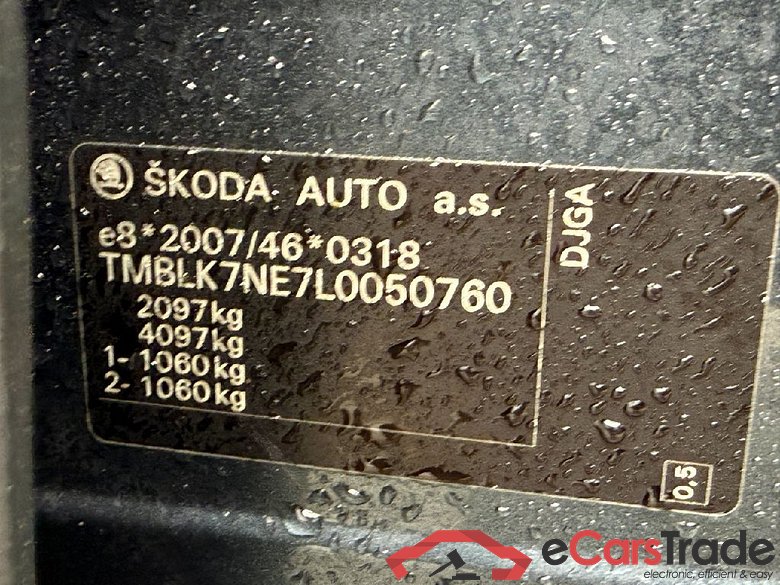 ŠKODA AUTO a.s.
e8*2007/46*0318
TMBLK7NE7L0050760
2097kg
4097kg
1- 1060kg
2- 1060kg
DJGA
0.5
eCarsTrade
electronic, efficient & easy